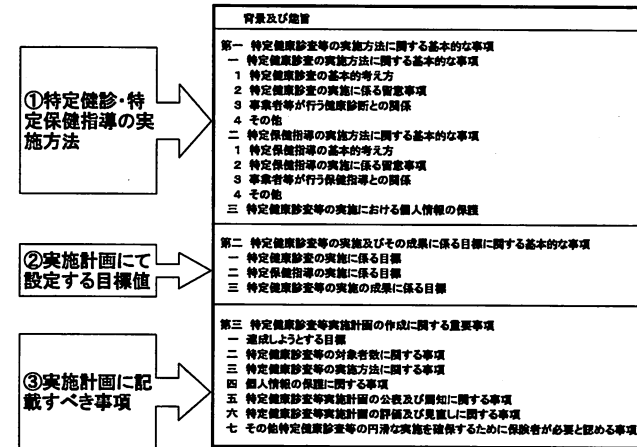 背景及び趣旨
①特定健診・特
定保健指導の実
施方法
第一 特定健康診査等の実施方法に関する基本的な事項
一 特定健康診査の実施方法に関する基本的な事項
1 特定健康診査の基本的考え方
2 特定健康診査の実施に係る留意事項
3 事業者等が行う健康診断との関係
4 その他
二 特定保健指導の実施方法に関する基本的な事項
1 特定保健指導の基本的考え方
2 特定保健指導の実施に係る留意事項
3 事業者等が行う保健指導との関係
4 その他
三 特定健康診査等の実施における個人情報の保護
②実施計画にて
設定する目標値
第二 特定健康診査等の実施及びその成果に係る目標に関する基本的な事項
一 特定健康診査の実施に係る目標
二 特定保健指導の実施に係る目標
三 特定健康診査等の実施の成果に係る目標
③実施計画に記
載すべき事項
第三 特定健康診査等実施計画の作成に関する重要事項
一 達成しようとする目標
二 特定健康診査等の対象者数に関する事項
三 特定健康診査等の実施方法に関する事項
四 個人情報の保護に関する事項
五 特定健康診査等実施計画の公表及び周知に関する事項
六 特定健康診査等実施計画の評価及び見直しに関する事項
七 その他特定健康診査等の円滑な実施を確保するために保険者が必要と認める事項